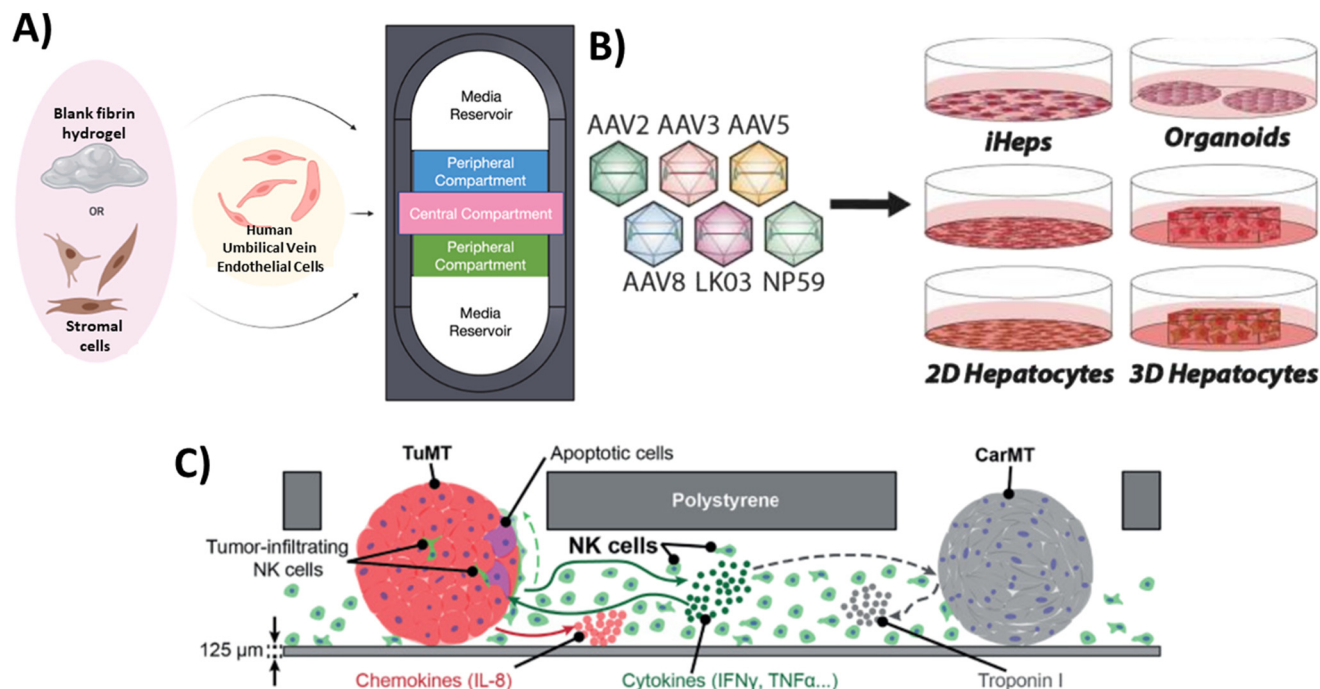 A)
Blank fibrin
hydrogel
OR
Stromal
cells
Human
Umbilical Vein
Endothelial Cells
Media
Reservoir
Peripheral
Compartment
Central Compartment
Peripheral
Compartment
Media
Reservoir
B)
AAV2 AAV3 AAV5
AAV8 LK03 NP59
iHeps
Organoids
2D Hepatocytes
3D Hepatocytes
C)
TuMT
Apoptotic cells
CarMT
Polystyrene
Tumor-infiltrating
NK cells
NK cells
125 µm
Chemokines (IL-8)
Cytokines (IFNγ, TNFα...)
Troponin I